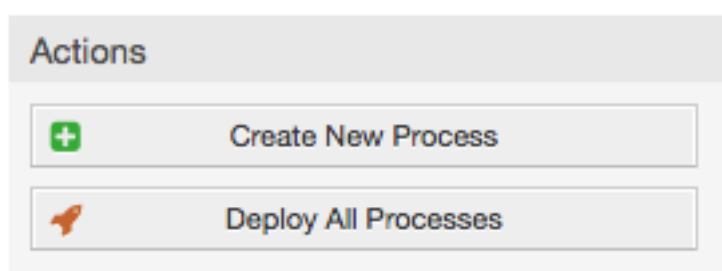 Actions
Create New Process
Deploy All Processes